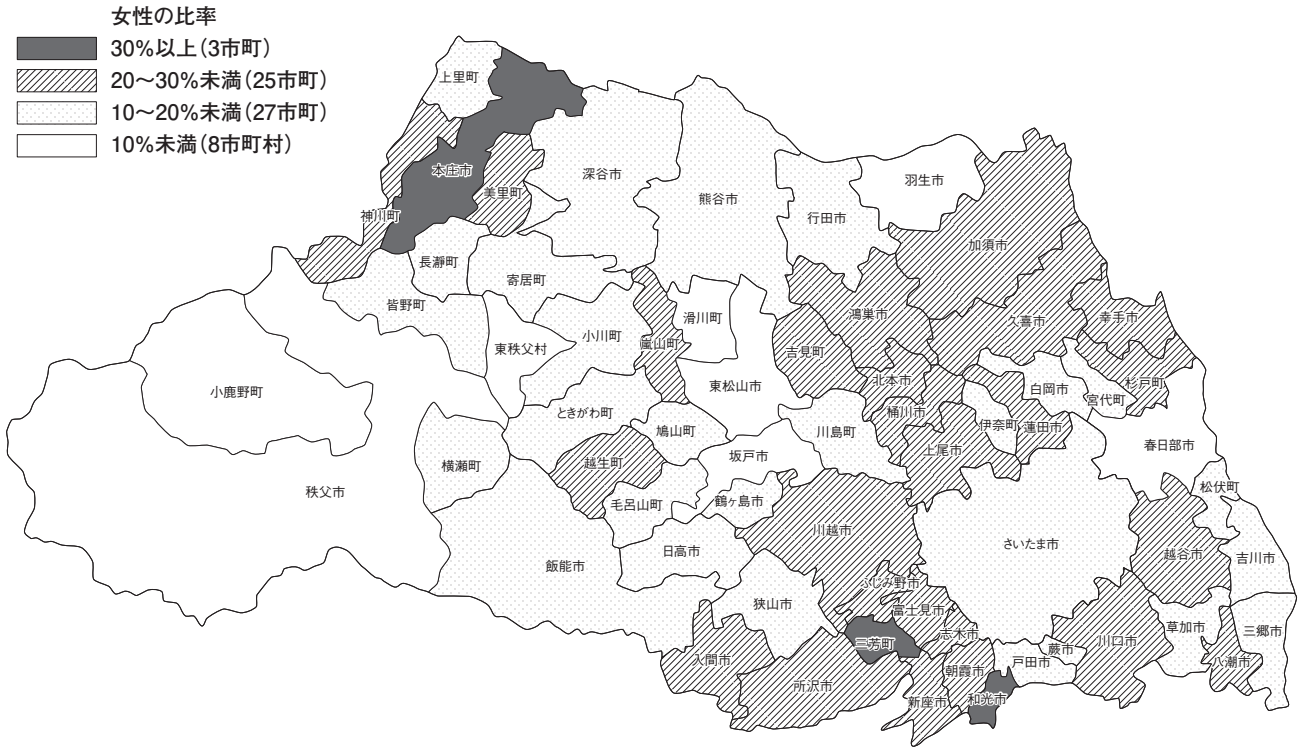 女性の比率
30%以上(3市町)
20〜30%未満(25市町)
10〜20%未満(27市町)
10%未満(8市町村)
上里町
本庄市
美里町
神川町
深谷市
熊谷市
行田市
羽生市
加須市
長瀞町
寄居町
皆野町
小川町
嵐山町
滑川町
東秩父村
東松山市
吉見町
鴻巣市
久喜市
幸手市
杉戸町
北本市
桶川市
白岡市
宮代町
小鹿野町
ときがわ町
鳩山町
川島町
上尾市
伊奈町
蓮田市
春日部市
横瀬町
秩父市
越生町
坂戸市
毛呂山町
鶴ヶ島市
松伏町
川越市
さいたま市
越谷市
吉川市
飯能市
日高市
ふじみ野市
狭山市
富士見市
三芳町
志木市
川口市
草加市
三郷市
蕨市
戸田市
八潮市
入間市
所沢市
朝霞市
新座市
和光市